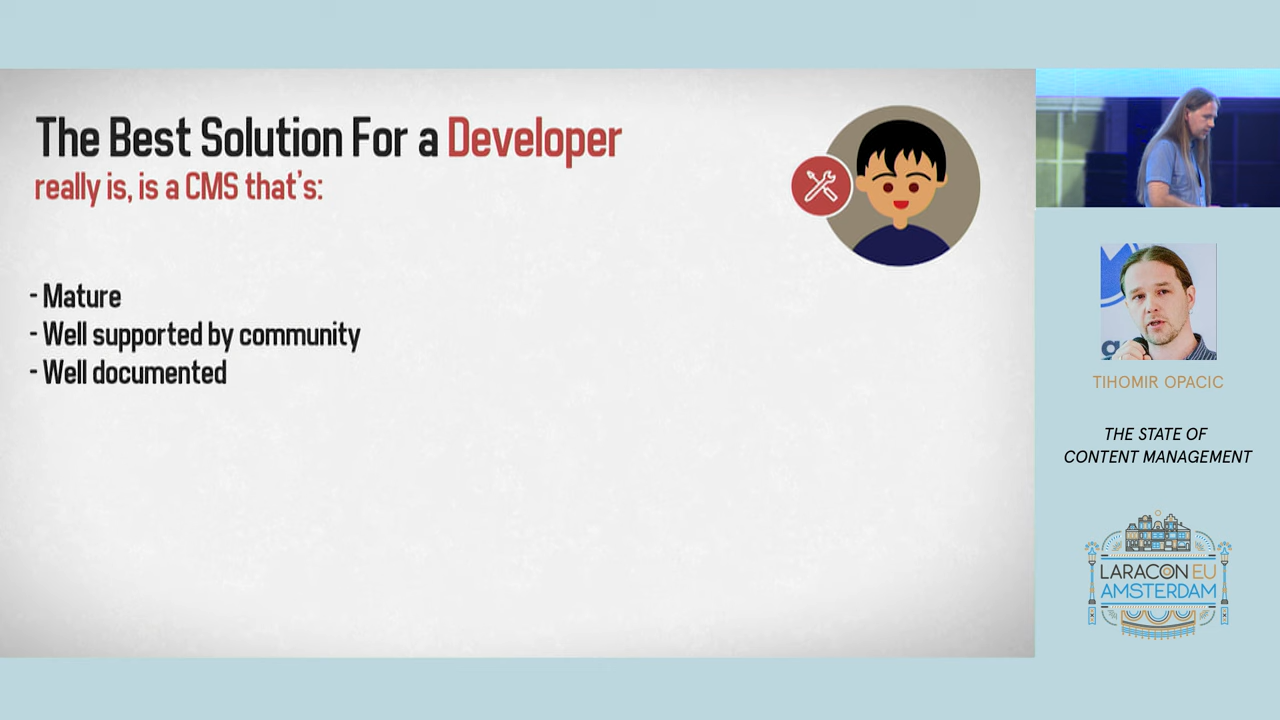 The Best Solution For a Developer
really is, is a CMS that's:
- Mature
- Well supported by community
- Well documented
TIHOMIR OPACIC
THE STATE OF
CONTENT MANAGEMENT
LARACON EU
AMSTERDAM